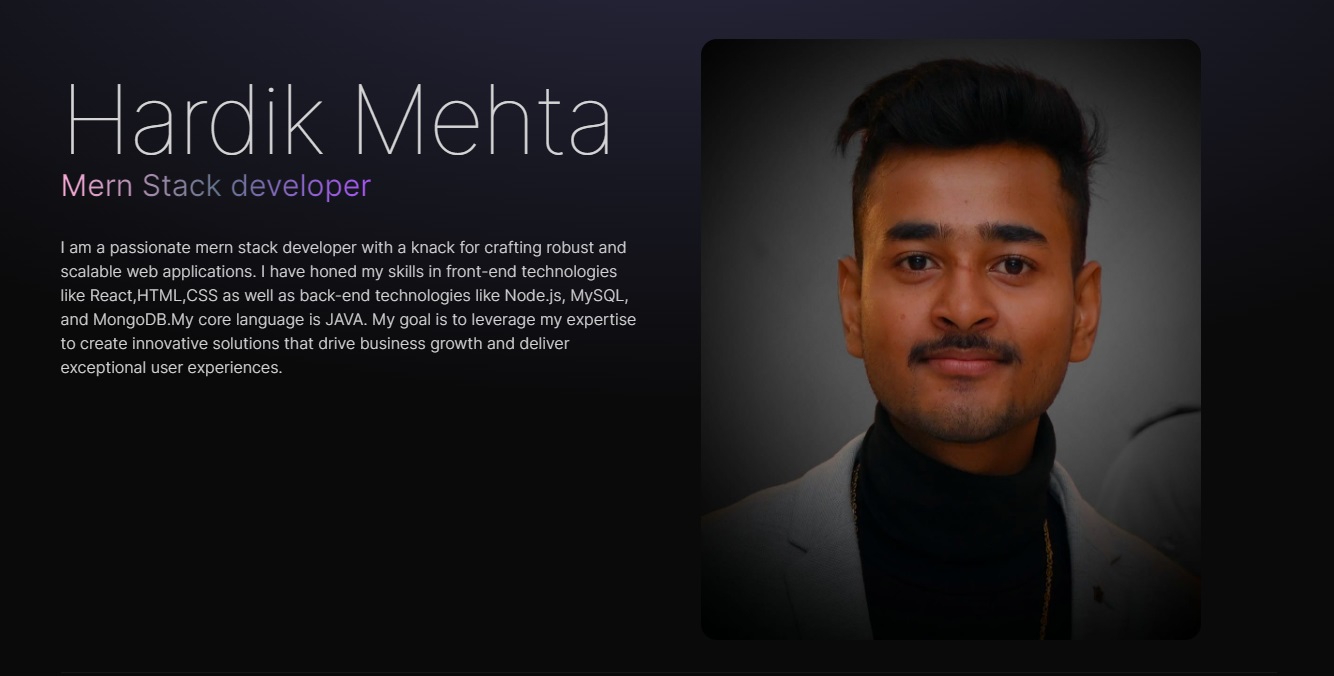 Hardik Mehta
Mern Stack developer
I am a passionate mern stack developer with a knack for crafting robust and
scalable web applications. I have honed my skills in front-end technologies
like React,HTML,CSS as well as back-end technologies like Node.js, MySQL,
and MongoDB.My core language is JAVA. My goal is to leverage my expertise
to create innovative solutions that drive business growth and deliver
exceptional user experiences.